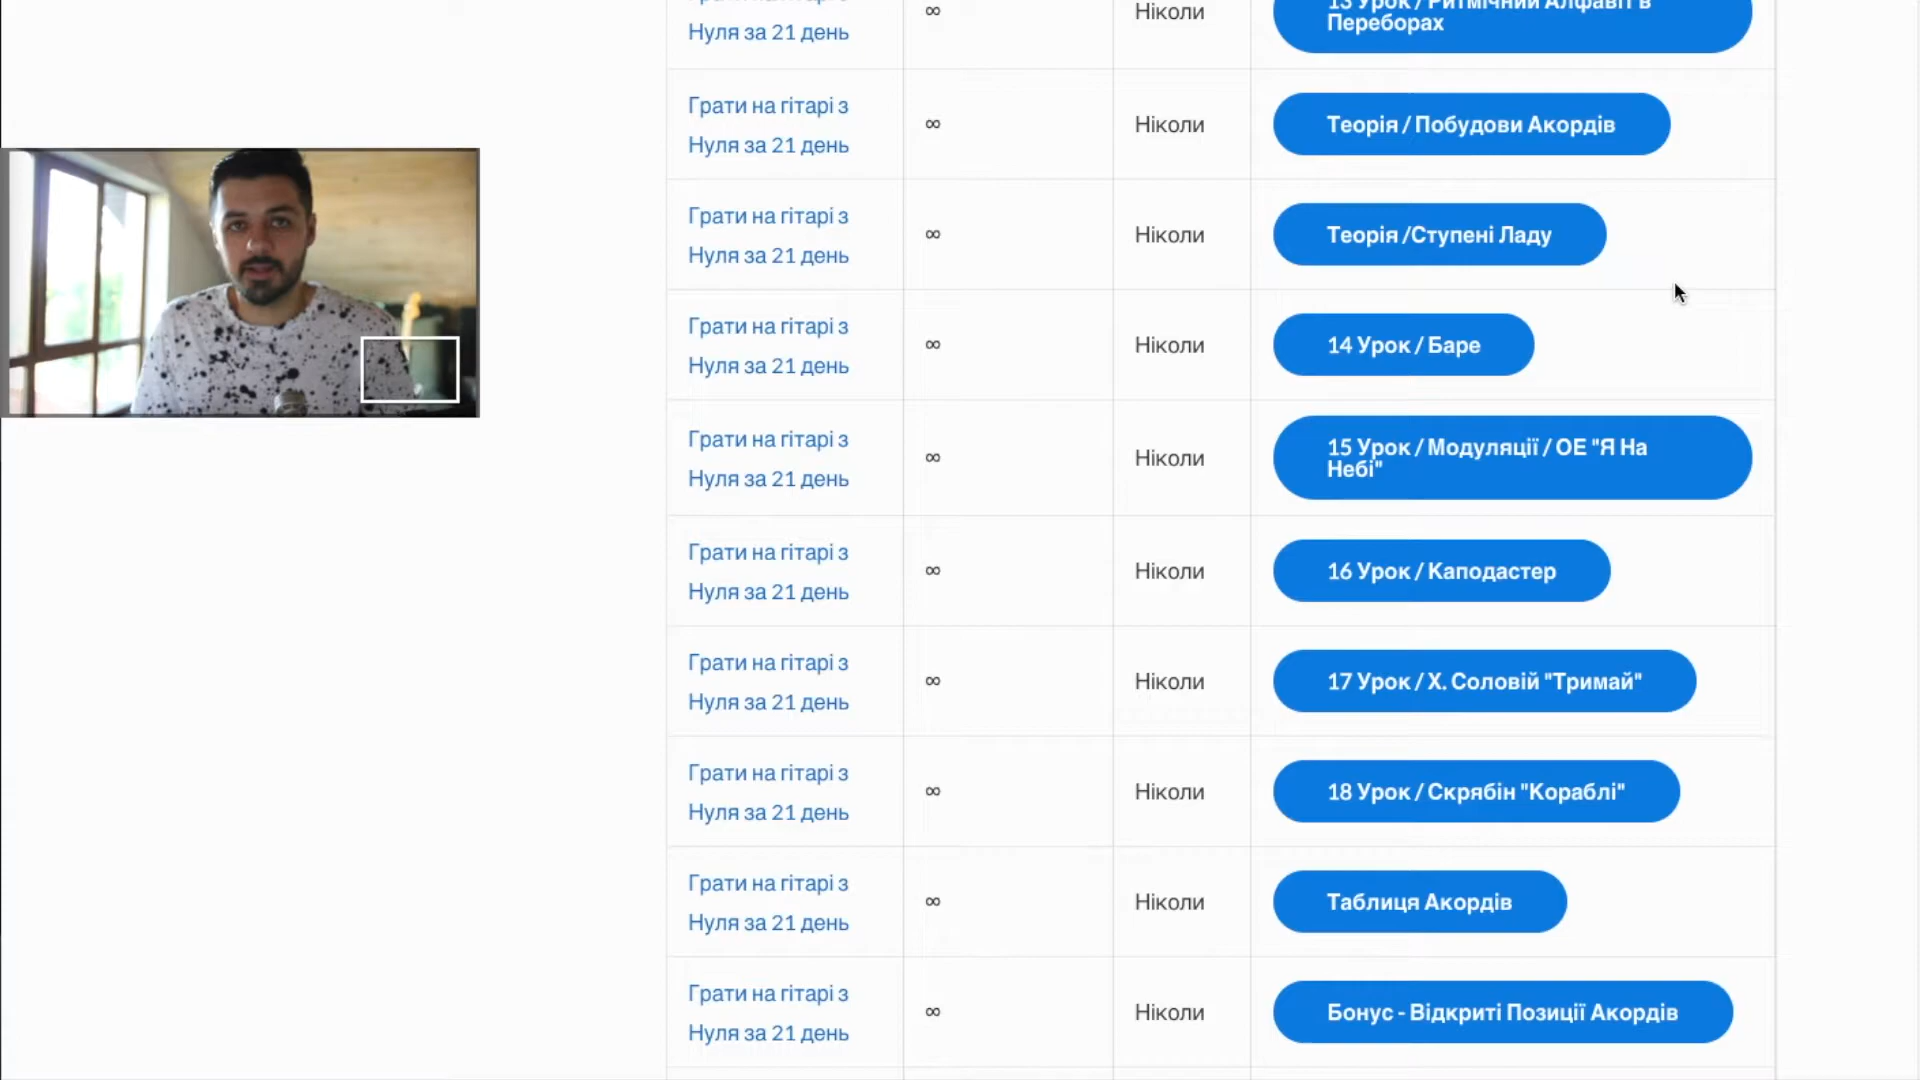 Нуля за 21 день
∞
Ніколи
13 Урок / Ритмічний Алфавіт в
Переборах
Грати на гітарі з
Нуля за 21 день
∞
Ніколи
Теорія / Побудови Акордів
Грати на гітарі з
Нуля за 21 день
∞
Ніколи
Теорія /Ступені Ладу
Грати на гітарі з
Нуля за 21 день
∞
Ніколи
14 Урок / Баре
Грати на гітарі з
Нуля за 21 день
∞
Ніколи
15 Урок / Модуляції / ОЕ "Я На
Небі"
Грати на гітарі з
Нуля за 21 день
∞
Ніколи
16 Урок / Каподастер
Грати на гітарі з
Нуля за 21 день
∞
Ніколи
17 Урок / Х. Соловій "Тримай"
Грати на гітарі з
Нуля за 21 день
∞
Ніколи
18 Урок / Скрябін "Кораблі"
Грати на гітарі з
Нуля за 21 день
∞
Ніколи
Таблиця Акордів
Грати на гітарі з
Нуля за 21 день
∞
Ніколи
Бонус - Відкриті Позиції Акордів